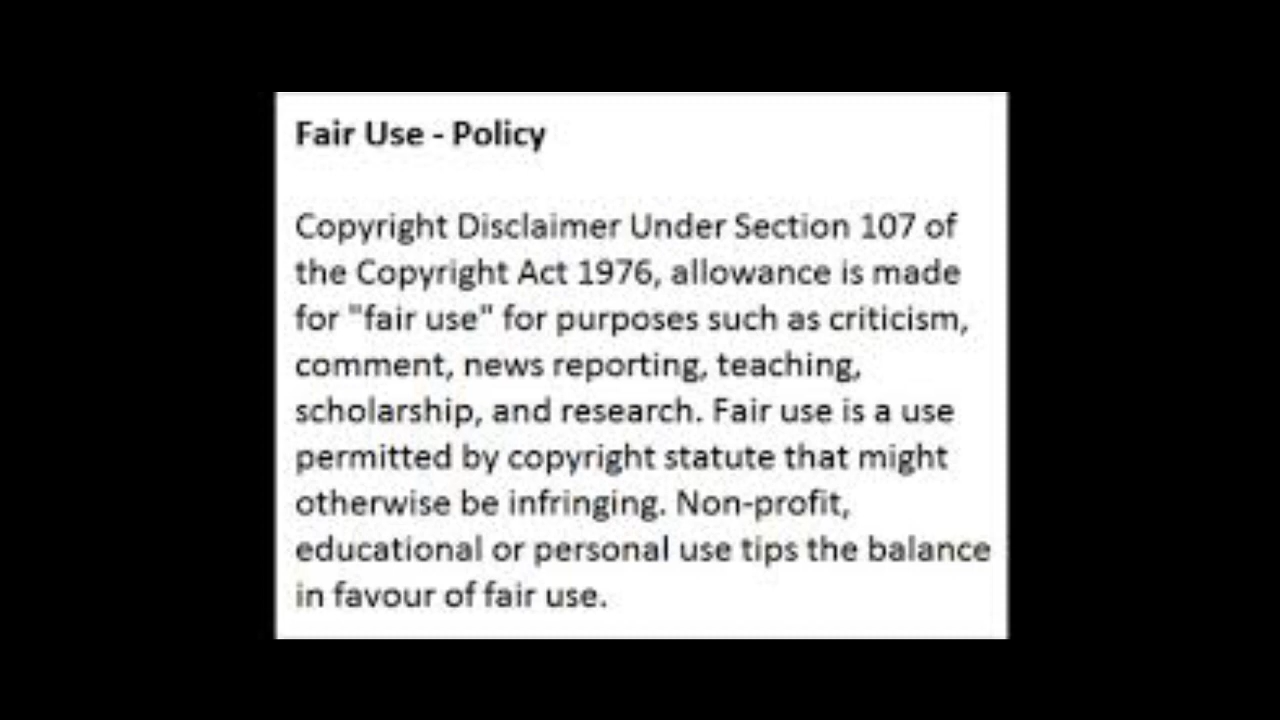 Fair Use - Policy
Copyright Disclaimer Under Section 107 of
the Copyright Act 1976, allowance is made
for "fair use" for purposes such as criticism,
comment, news reporting, teaching,
scholarship, and research. Fair use is a use
permitted by copyright statute that might
otherwise be infringing. Non-profit,
educational or personal use tips the balance
in favour of fair use.